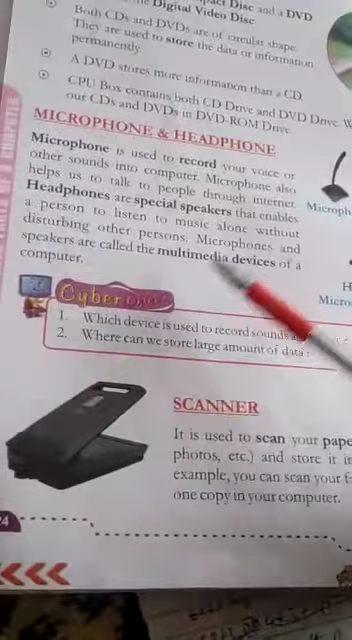 Disc and a DVD
Digital Video Disc
Both CDs and DVDs are of circular shape.
They are used to store the data or information
permanently.
A DVD stores more information than a CD.
CPU Box contains both CD Drive and DVD Drive. W
our CDs and DVDs in DVD-ROM Drive.
MICROPHONE & HEADPHONE
Microphone is used to record your voice or
other sounds into computer. Microphone also
helps us to talk to people through internet.
Headphones are special speakers that enables
a person to listen to music alone without
disturbing other persons. Microphones and
speakers are called the multimedia devices of a
computer.
Microph
H
Micro
Cyber
1. Which device is used to record sounds
2. Where can we store large amount of data
SCANNER
It is used to scan your pape
photos, etc.) and store it i
example, you can scan your f
one copy in your computer.
24